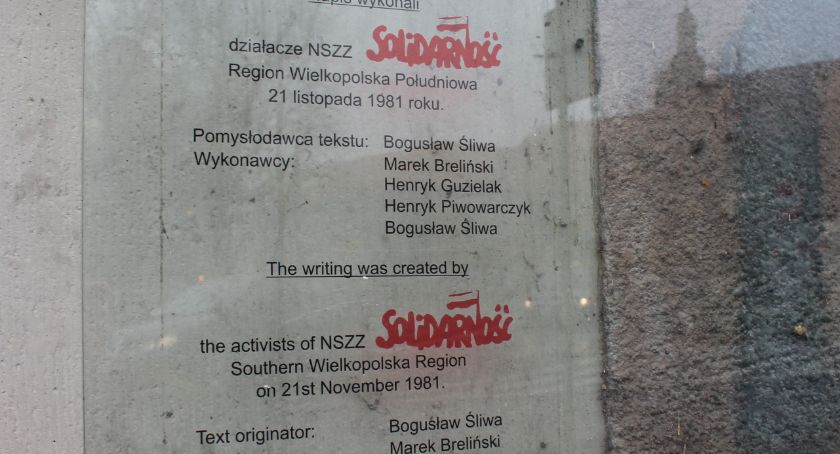 napis wykonali
działacze NSZZ SOLIDARNOŚĆ
Region Wielkopolska Południowa
21 listopada 1981 roku.
Pomysłodawca tekstu: Bogusław Śliwa
Wykonawcy: Marek Breliński
Henryk Guzielak
Henryk Piwowarczyk
Bogusław Śliwa
The writing was created by
the activists of NSZZ SOLIDARNOŚĆ
Southern Wielkopolska Region
on 21st November 1981.
Text originator: Bogusław Śliwa
Marek Breliński